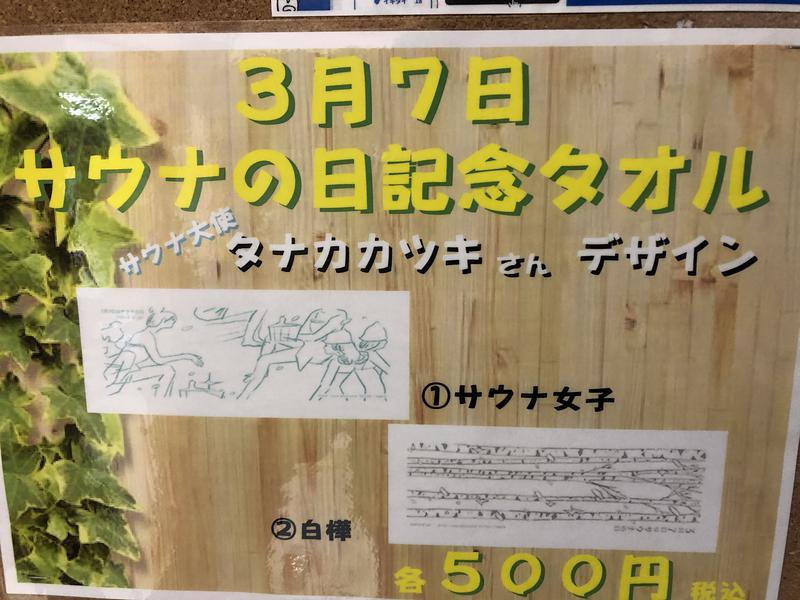 3月7日
サウナの日記念タオル
サウナ大使 タナカカツキ さん デザイン
①サウナ女子
②白樺
各500円 税込